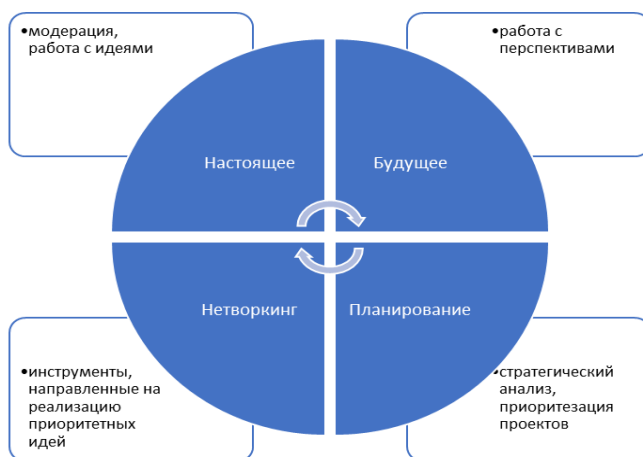 •модерация,
работа с идеями
•работа с
перспективами
Настоящее
Будущее
Нетворкинг
Планирование
•инструменты,
направленные на
реализацию
приоритетных
идей
•стратегический
анализ,
приоритезация
проектов